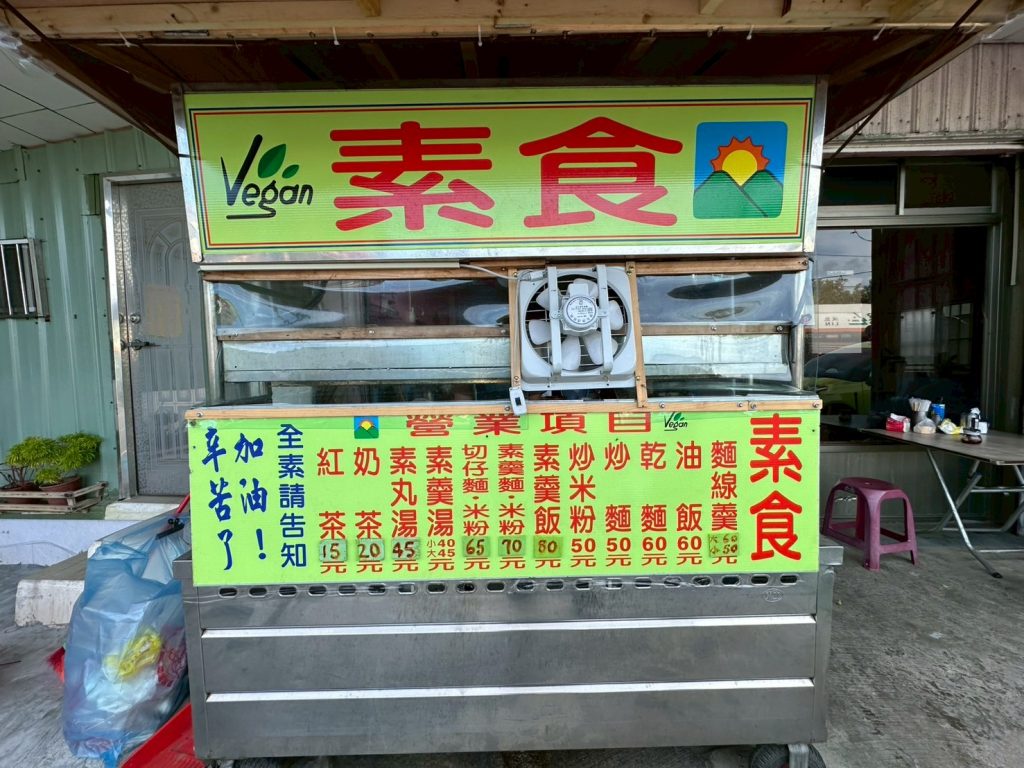 Vegan 素食
營業項目 Vegan
素食
麵線羹 大60 小50 元
油飯 60元
乾麵 60元
炒麵 50元
炒米粉 50元
素羹飯 80元
素羹麵·米粉 70元
切仔麵·米粉 65元
素羹湯 小40 大45 元
素丸湯 45元
奶茶 20元
紅茶 15元
全素請告知
加油!
辛苦了